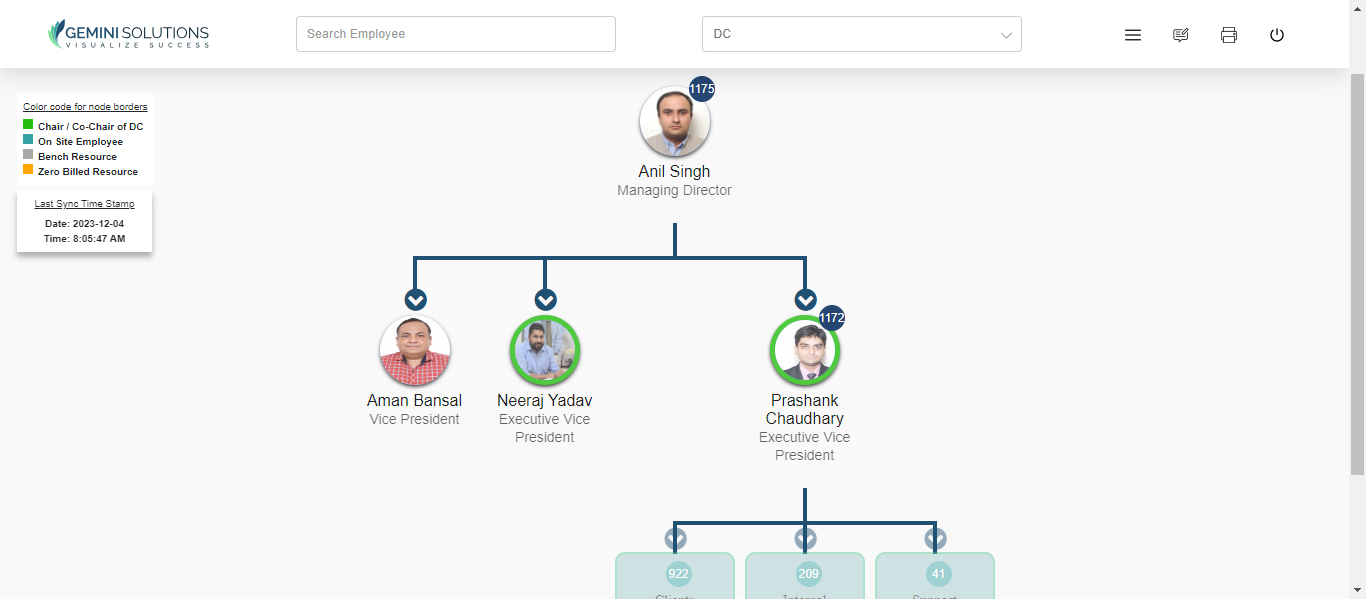 GEMINI SOLUTIONS
VISUALIZE SUCCESS
Search Employee
DC
Color code for node borders
Chair / Co-Chair of DC
On Site Employee
Bench Resource
Zero Billed Resource
Last Sync Time Stamp
Date: 2023-12-04
Time: 8:05:47 AM
1175
Anil Singh
Managing Director
1172
Aman Bansal
Vice President
Neeraj Yadav
Executive Vice
President
Prashank
Chaudhary
Executive Vice
President
922
Clients
209
Internal
41
Support